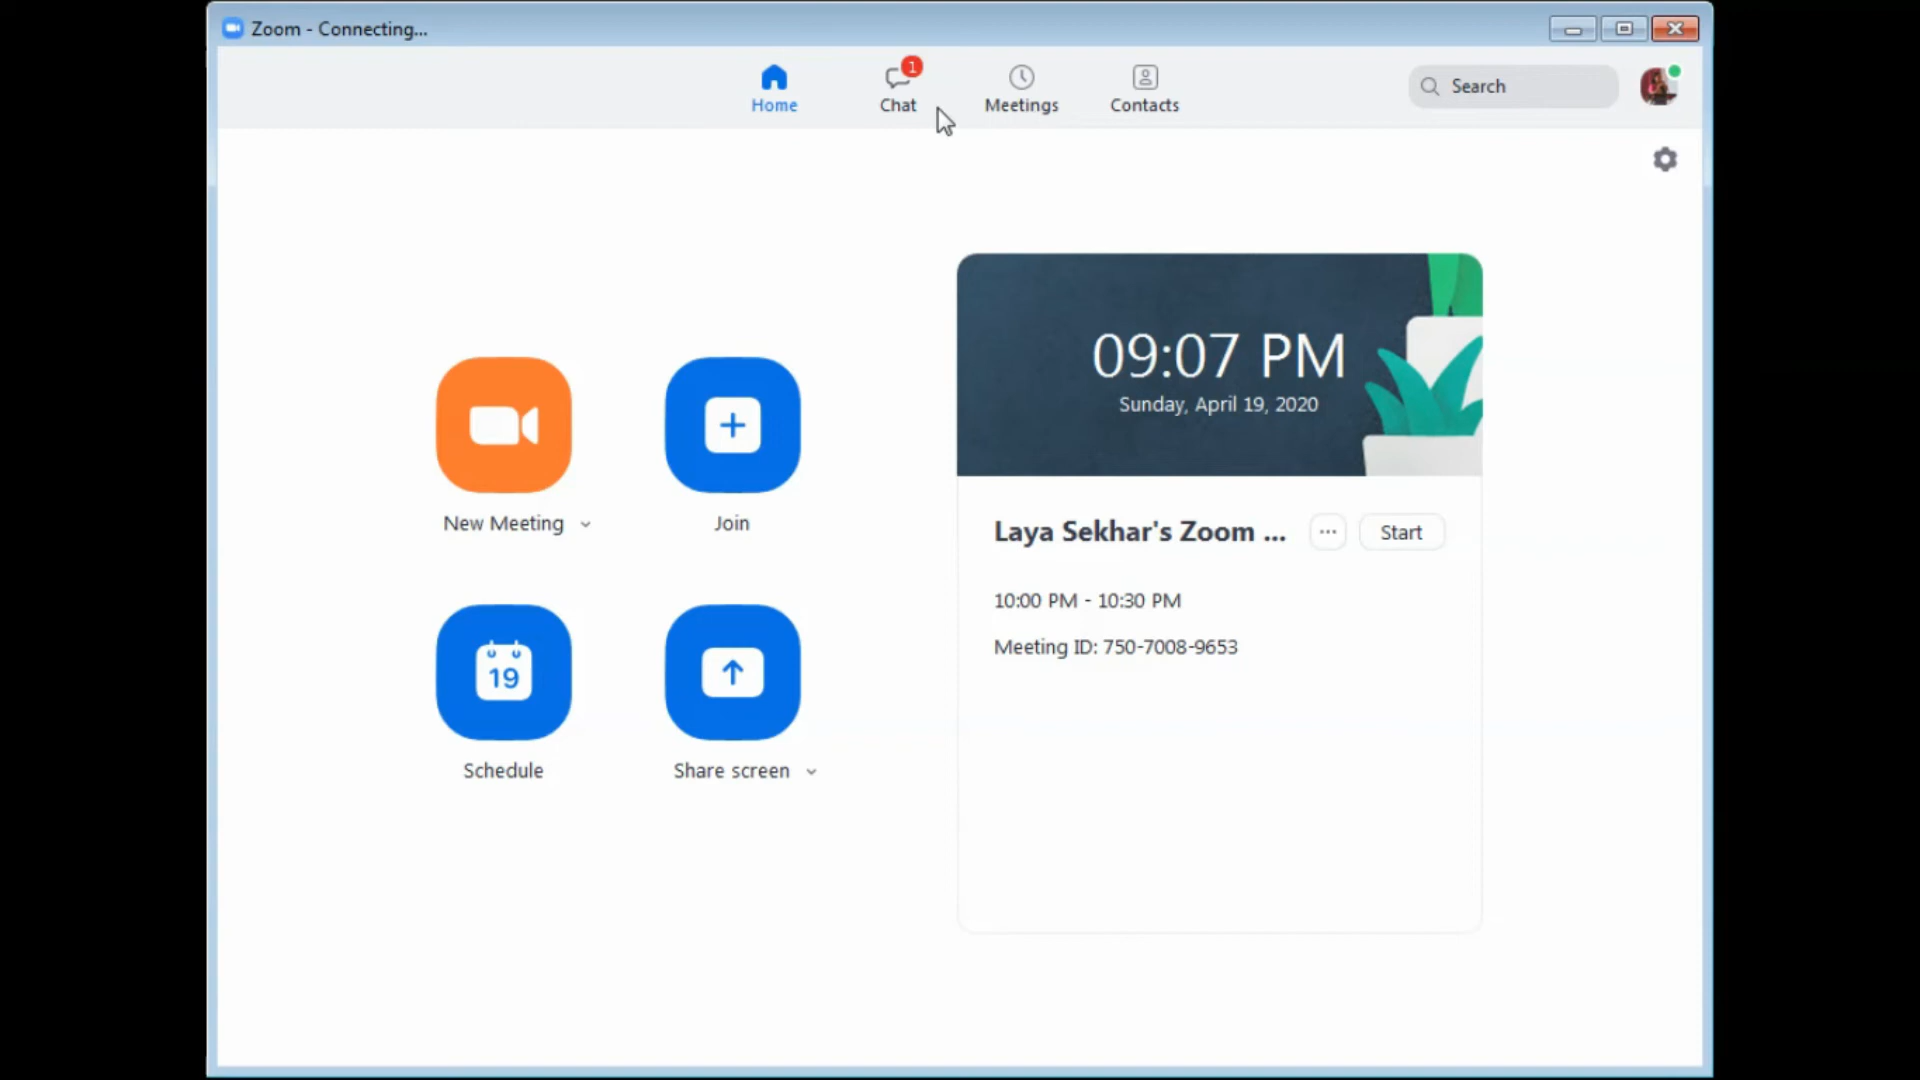 Zoom - Connecting...
Home
Chat
1
Meetings
Contacts
Search
09:07 PM
Sunday, April 19, 2020
New Meeting
Join
Laya Sekhar's Zoom ...
...
Start
10:00 PM - 10:30 PM
Meeting ID: 750-7008-9653
19
Schedule
Share screen